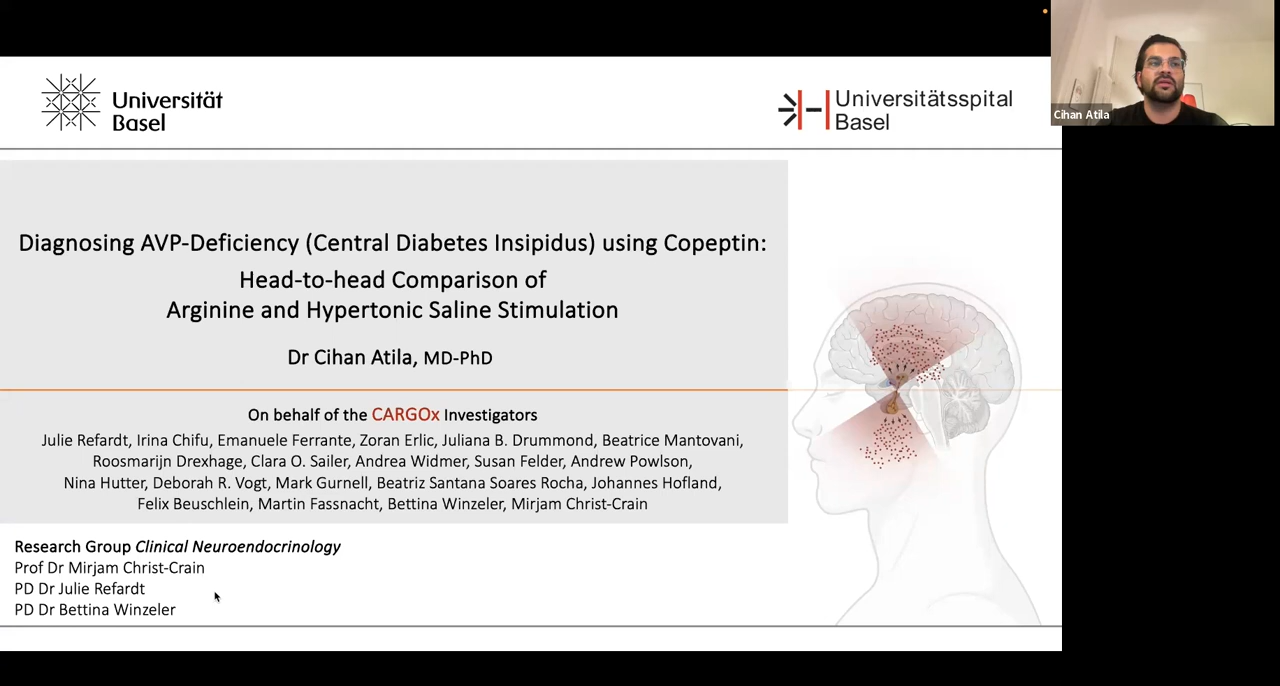 Universität
Basel
Universitätsspital
Basel
Cihan Atila
Diagnosing AVP-Deficiency (Central Diabetes Insipidus) using Copeptin:
Head-to-head Comparison of
Arginine and Hypertonic Saline Stimulation
Dr Cihan Atila, MD-PhD
On behalf of the CARGOx Investigators
Julie Refardt, Irina Chifu, Emanuele Ferrante, Zoran Erlic, Juliana B. Drummond, Beatrice Mantovani,
Roosmarijn Drexhage, Clara O. Sailer, Andrea Widmer, Susan Felder, Andrew Powlson,
Nina Hutter, Deborah R. Vogt, Mark Gurnell, Beatriz Santana Soares Rocha, Johannes Hofland,
Felix Beuschlein, Martin Fassnacht, Bettina Winzeler, Mirjam Christ-Crain
Research Group Clinical Neuroendocrinology
Prof Dr Mirjam Christ-Crain
PD Dr Julie Refardt
PD Dr Bettina Winzeler